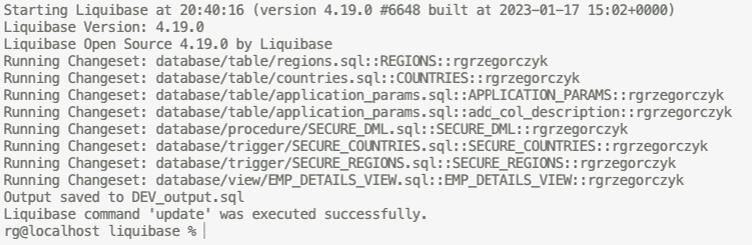 Starting Liquibase at 20:40:16 (version 4.19.0 #6648 built at 2023-01-17 15:02+0000)
Liquibase Version: 4.19.0
Liquibase Open Source 4.19.0 by Liquibase
Running Changeset: database/table/regions.sql::REGIONS::rgrzegorczyk
Running Changeset: database/table/countries.sql::COUNTRIES::rgrzegorczyk
Running Changeset: database/table/application_params.sql::APPLICATION_PARAMS::rgrzegorczyk
Running Changeset: database/table/application_params.sql::add_col_description::rgrzegorczyk
Running Changeset: database/procedure/SECURE_DML.sql::SECURE_DML::rgrzegorczyk
Running Changeset: database/trigger/SECURE_COUNTRIES.sql::SECURE_COUNTRIES::rgrzegorczyk
Running Changeset: database/trigger/SECURE_REGIONS.sql::SECURE_REGIONS::rgrzegorczyk
Running Changeset: database/view/EMP_DETAILS_VIEW.sql::EMP_DETAILS_VIEW::rgrzegorczyk
Output saved to DEV_output.sql
Liquibase command 'update' was executed successfully.
rg@localhost liquibase %